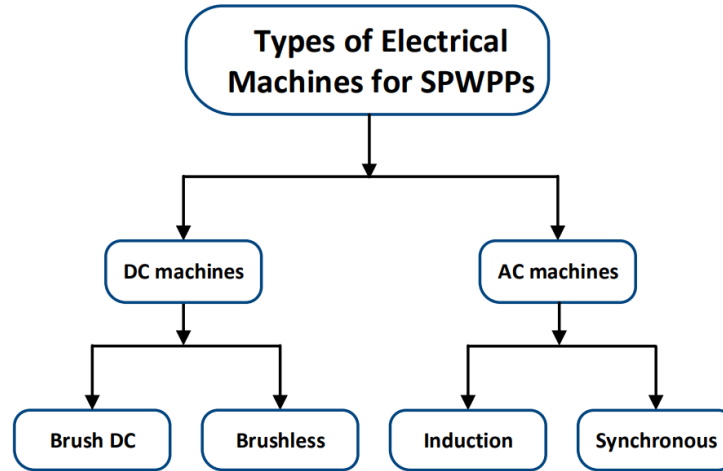 Types of Electrical
Machines for SPWPPs
DC machines
AC machines
Brush DC
Brushless
Induction
Synchronous